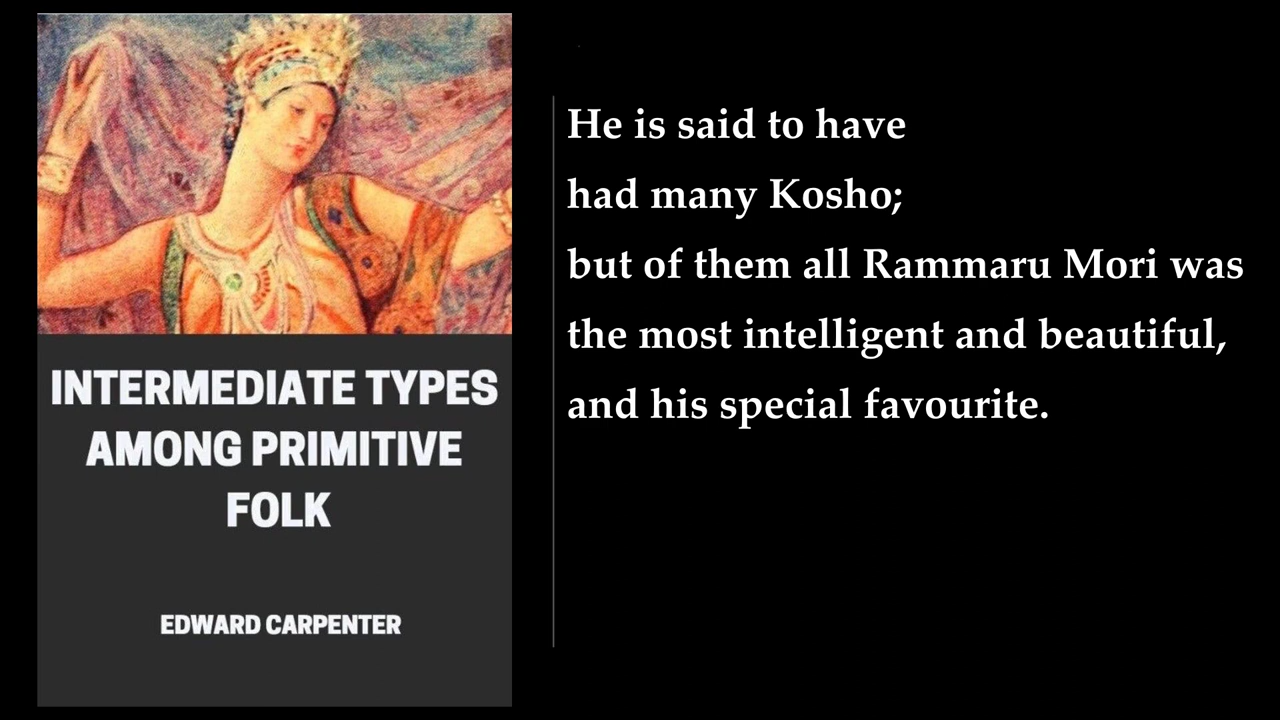 INTERMEDIATE TYPES
AMONG PRIMITIVE
FOLK
EDWARD CARPENTER
He is said to have
had many Kosho;
but of them all Rammaru Mori was
the most intelligent and beautiful,
and his special favourite.